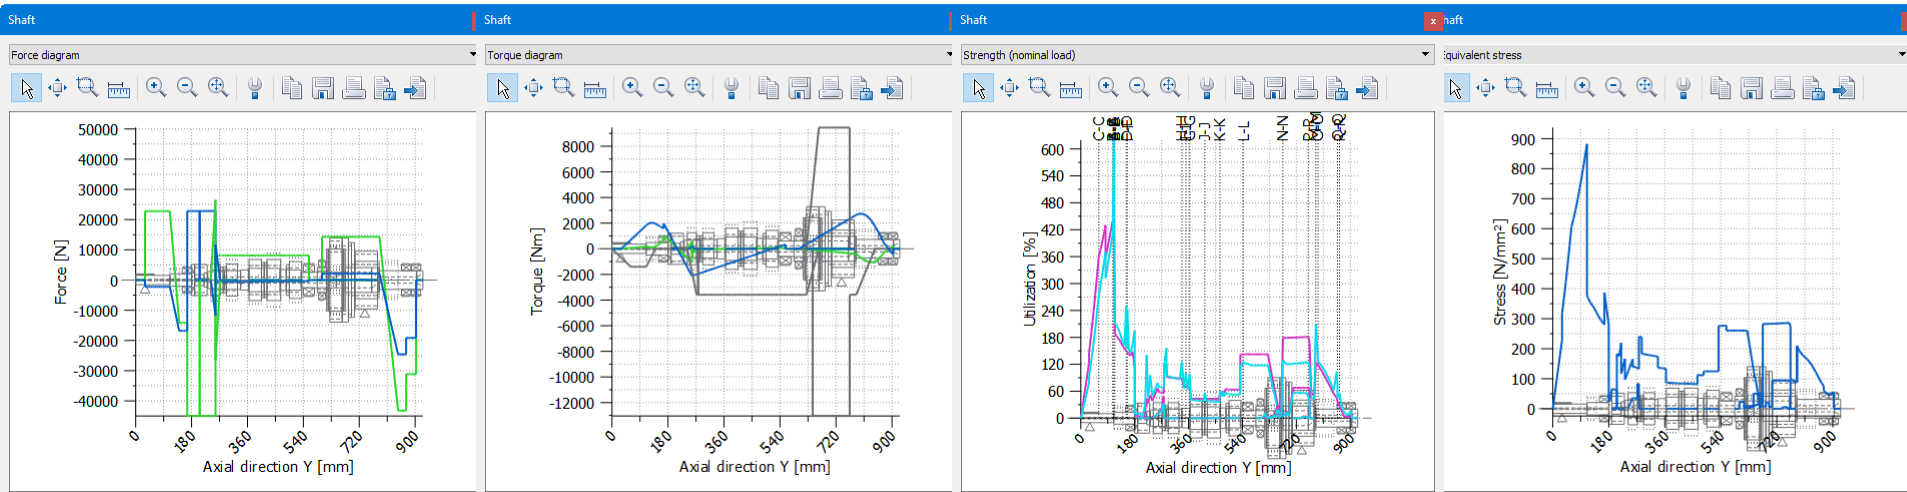 Shaft
Force diagram
50000
40000
30000
20000
10000
0
-10000
-20000
-30000
-40000
Force [N]
0 180 360 540 720 900
Axial direction Y [mm]
Shaft
Torque diagram
8000
6000
4000
2000
0
-2000
-4000
-6000
-8000
-10000
-12000
Torque [Nm]
0 180 360 540 720 900
Axial direction Y [mm]
Shaft
x
Strength (nominal load)
C-C
D-D
J-J
K-K
L-L
N-N
600
540
480
420
360
300
240
180
120
60
0
Utilization [%]
0 180 360 540 720 900
Axial direction Y [mm]
haft
quivalent stress
900
800
700
600
500
400
300
200
100
0
Stress [N/mm²]
0 180 360 540 720 900
Axial direction Y [mm]